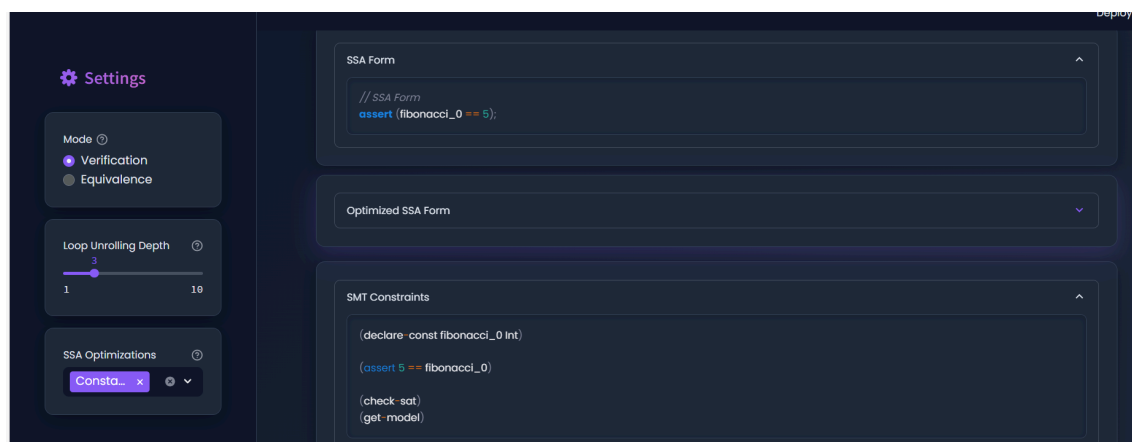 Deploy
Settings
Mode
Verification
Equivalence
Loop Unrolling Depth
3
1 10
SSA Optimizations
Consta... ×
SSA Form
// SSA Form
assert (fibonacci_0 == 5);
Optimized SSA Form
SMT Constraints
(declare-const fibonacci_0 Int)
(assert 5 == fibonacci_0)
(check-sat)
(get-model)